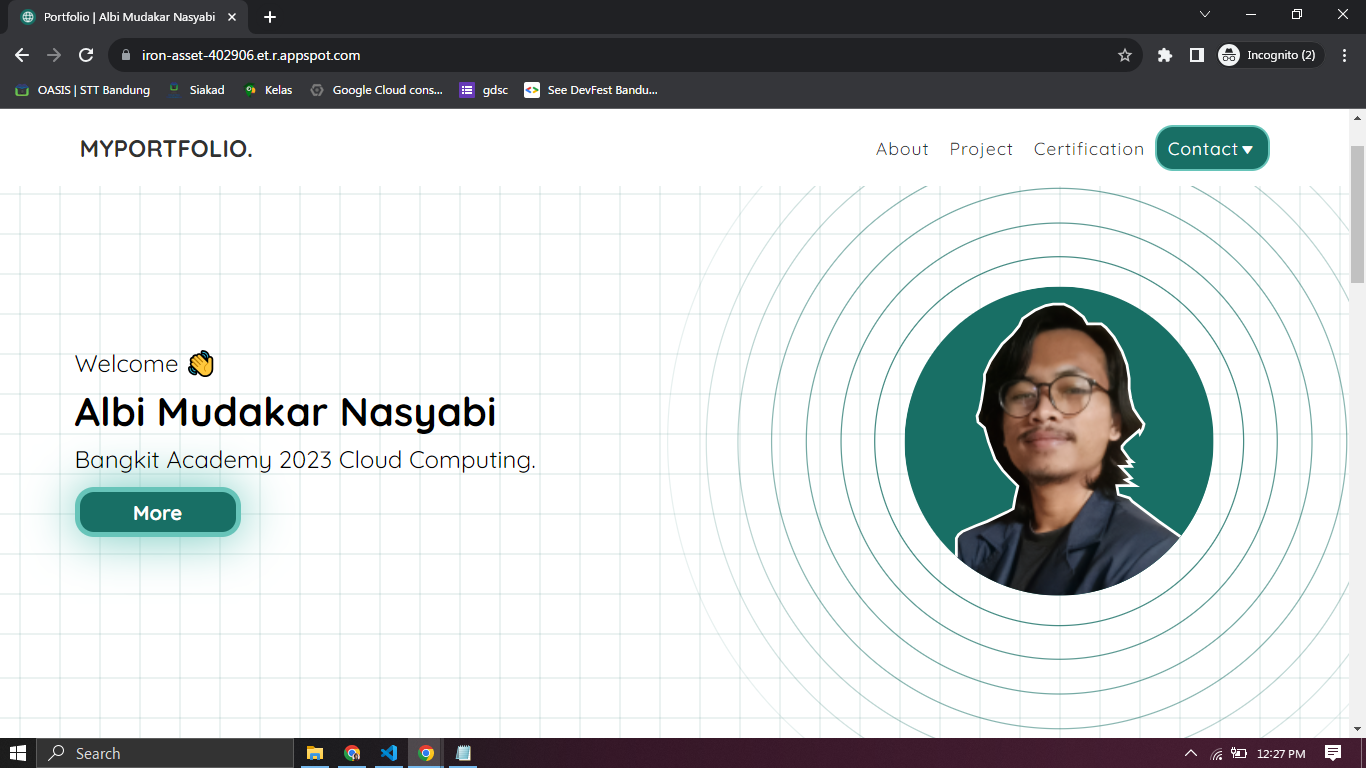 Portfolio | Albi Mudakar Nasyabi
iron-asset-402906.et.r.appspot.com
Incognito (2)
OASIS | STT Bandung
Siakad
Kelas
Google Cloud cons...
gdsc
See DevFest Bandu...
MYPORTFOLIO.
About
Project
Certification
Contact
Welcome 👋
Albi Mudakar Nasyabi
Bangkit Academy 2023 Cloud Computing.
More
Search
12:27 PM